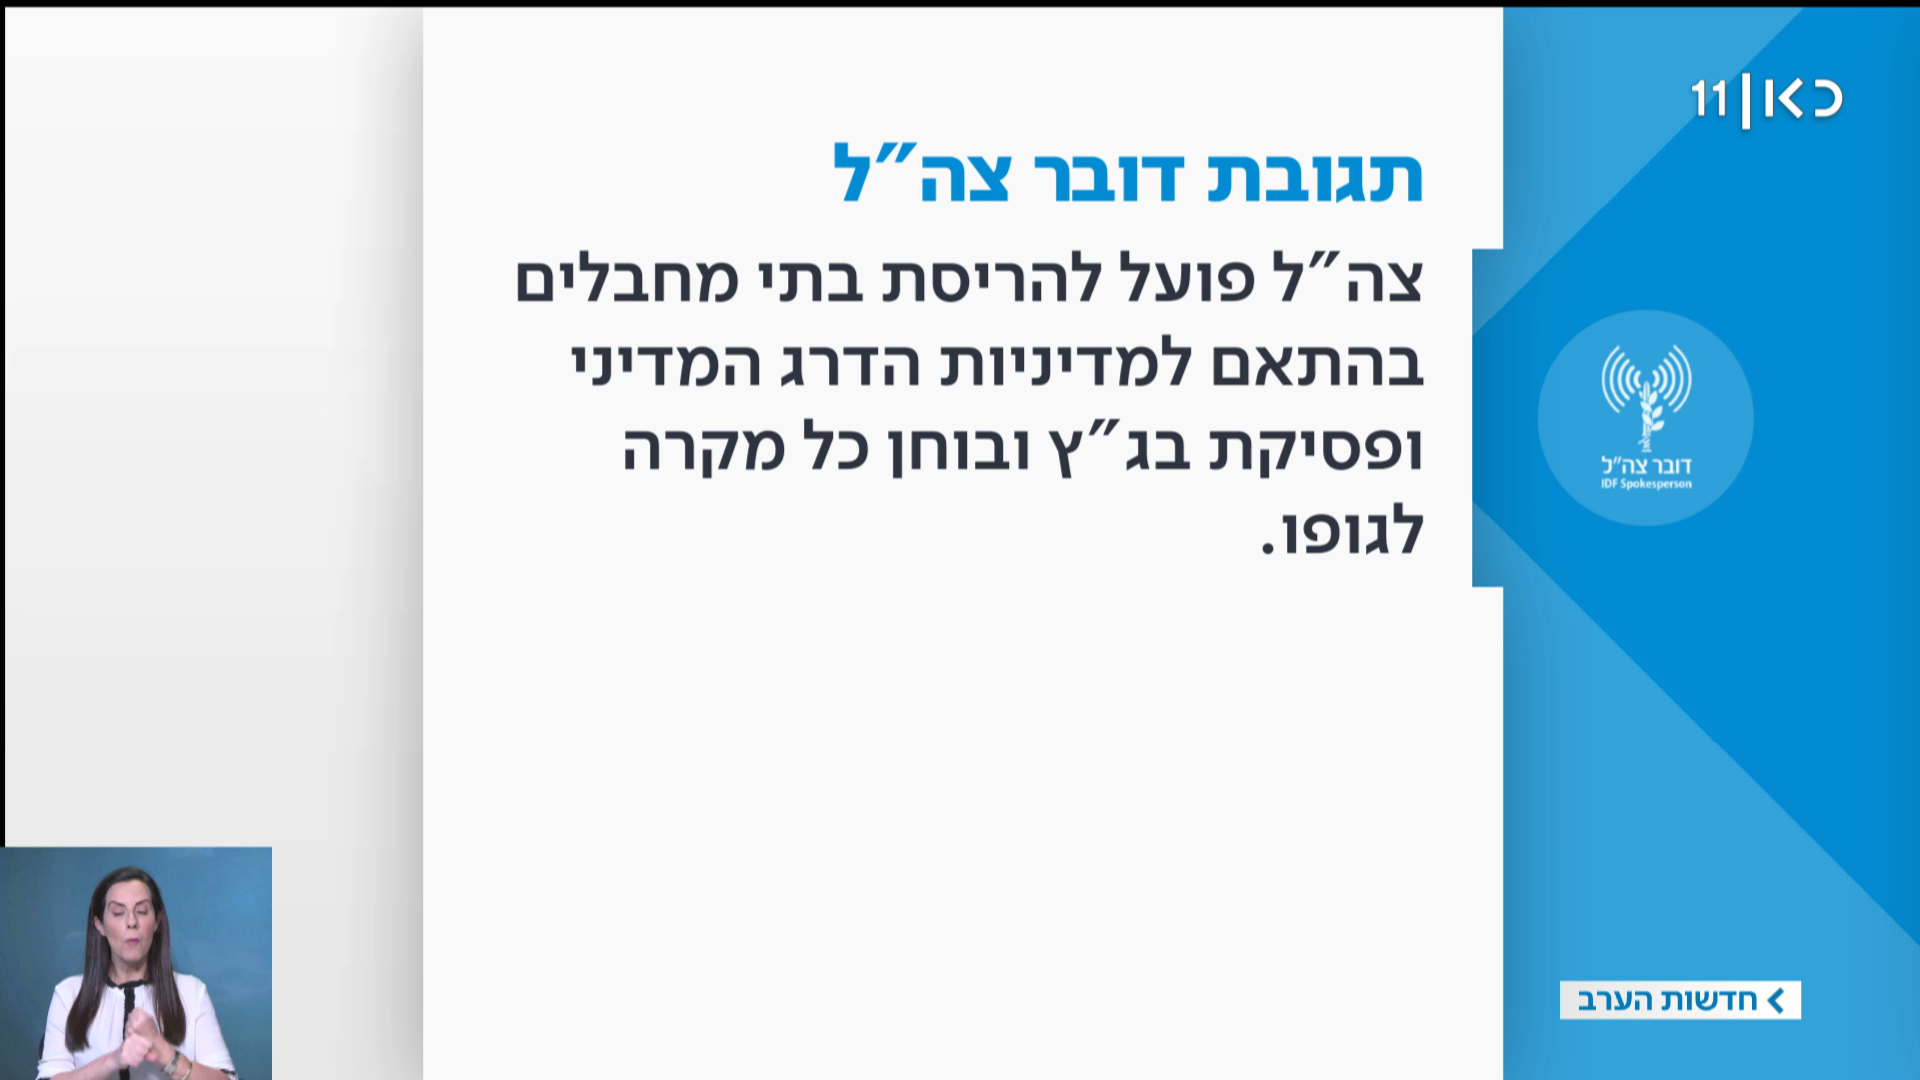 כאן|11
תגובת דובר צה״ל
צה״ל פועל להריסת בתי מחבלים
בהתאם למדיניות הדרג המדיני
ופסיקת בג״ץ ובוחן כל מקרה
לגופו.
דובר צה״ל
IDF Spokesperson
חדשות הערב